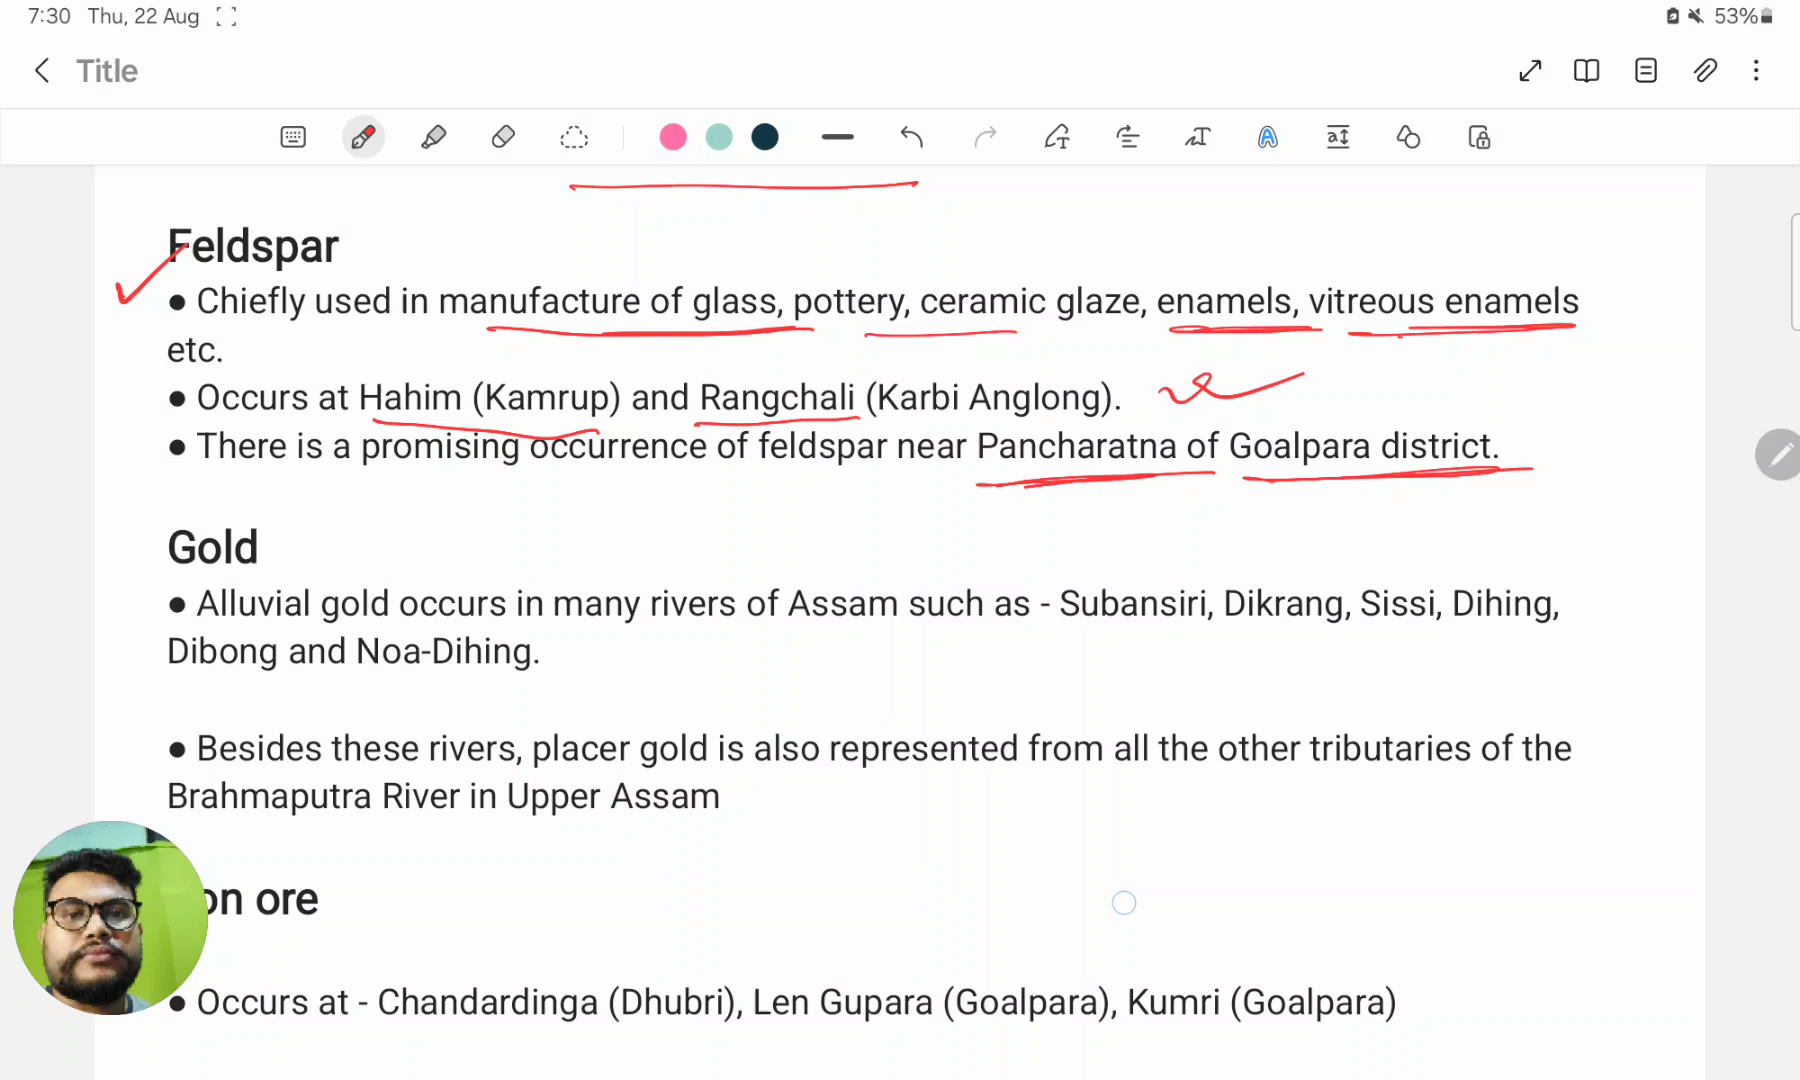 7:30 Thu, 22 Aug
53%
Title
Feldspar
● Chiefly used in manufacture of glass, pottery, ceramic glaze, enamels, vitreous enamels
etc.
● Occurs at Hahim (Kamrup) and Rangchali (Karbi Anglong).
● There is a promising occurrence of feldspar near Pancharatna of Goalpara district.
Gold
● Alluvial gold occurs in many rivers of Assam such as - Subansiri, Dikrang, Sissi, Dihing,
Dibong and Noa-Dihing.
● Besides these rivers, placer gold is also represented from all the other tributaries of the
Brahmaputra River in Upper Assam
on ore
● Occurs at - Chandardinga (Dhubri), Len Gupara (Goalpara), Kumri (Goalpara)